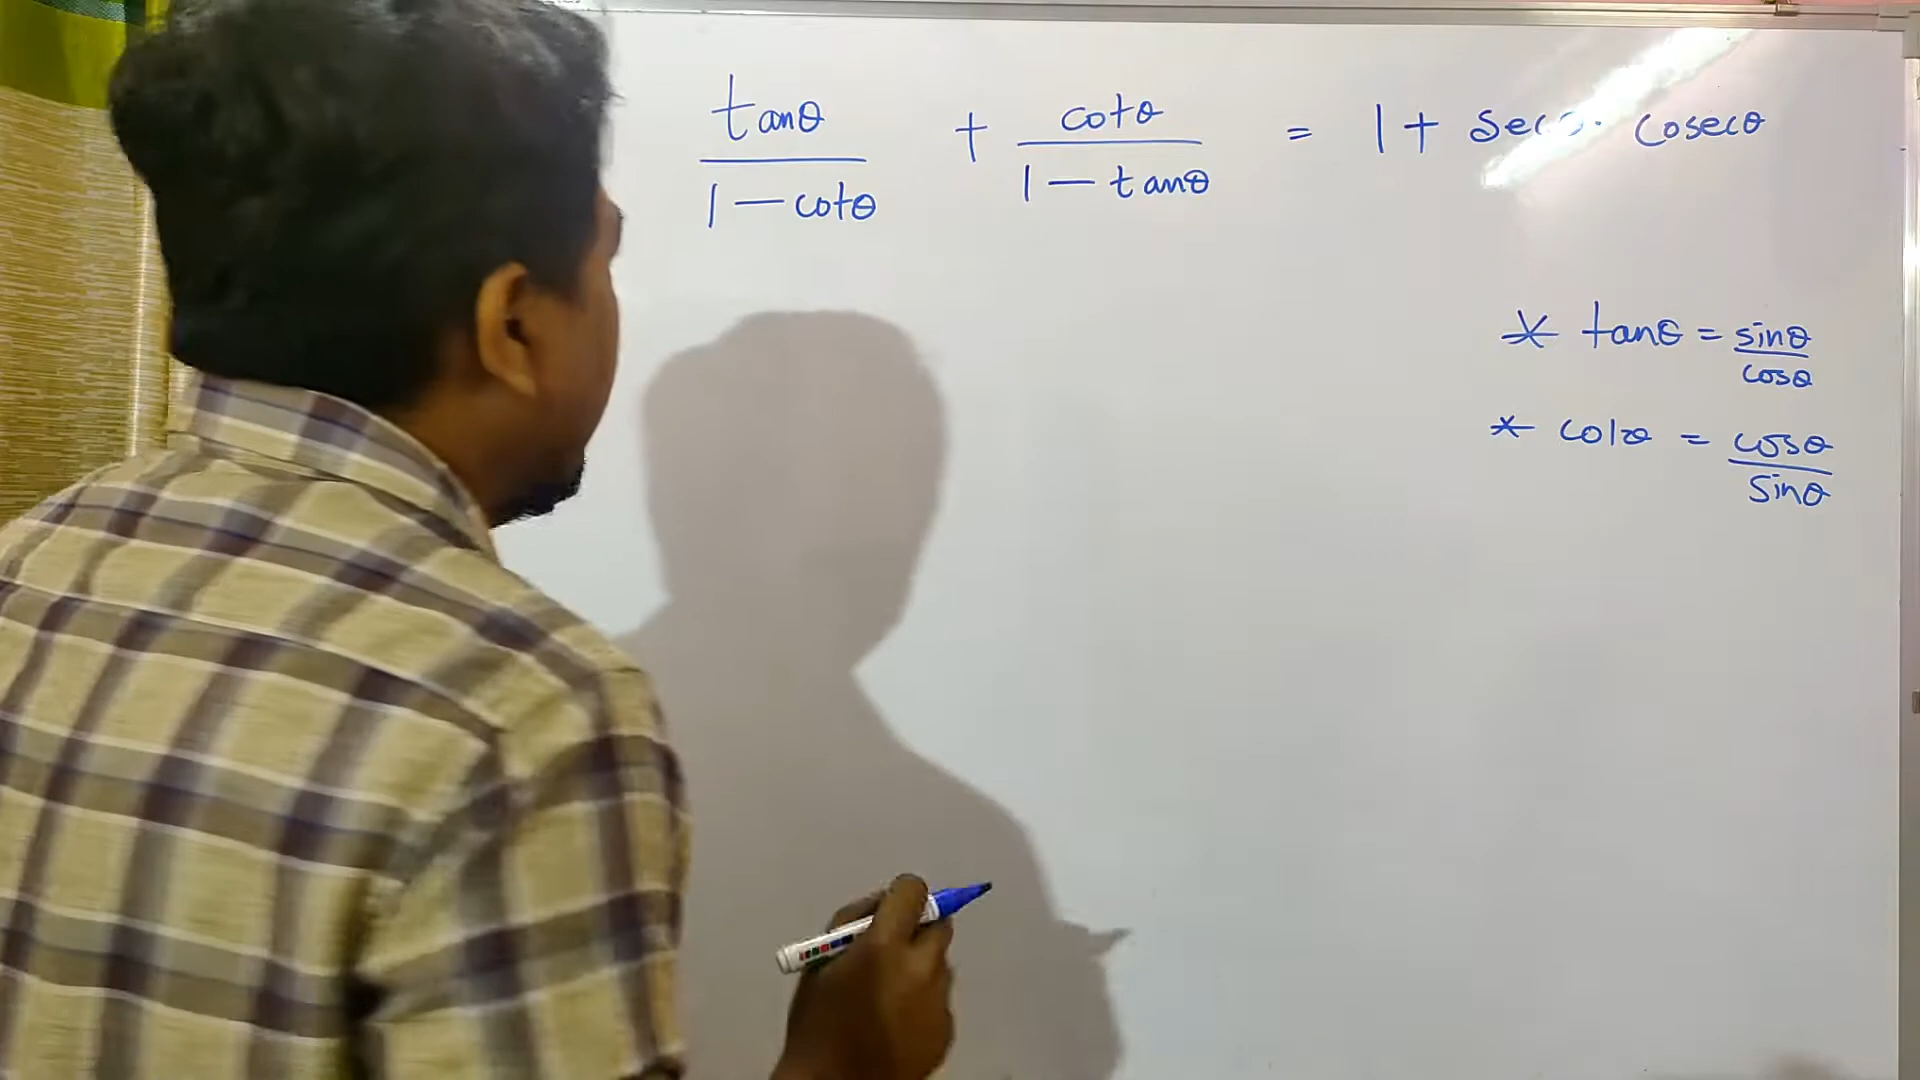 tanθ / 1 − cotθ + cotθ / 1 − tanθ = 1 + secθ · cosecθ
* tanθ = sinθ / cosθ
* cotθ = cosθ / sinθ